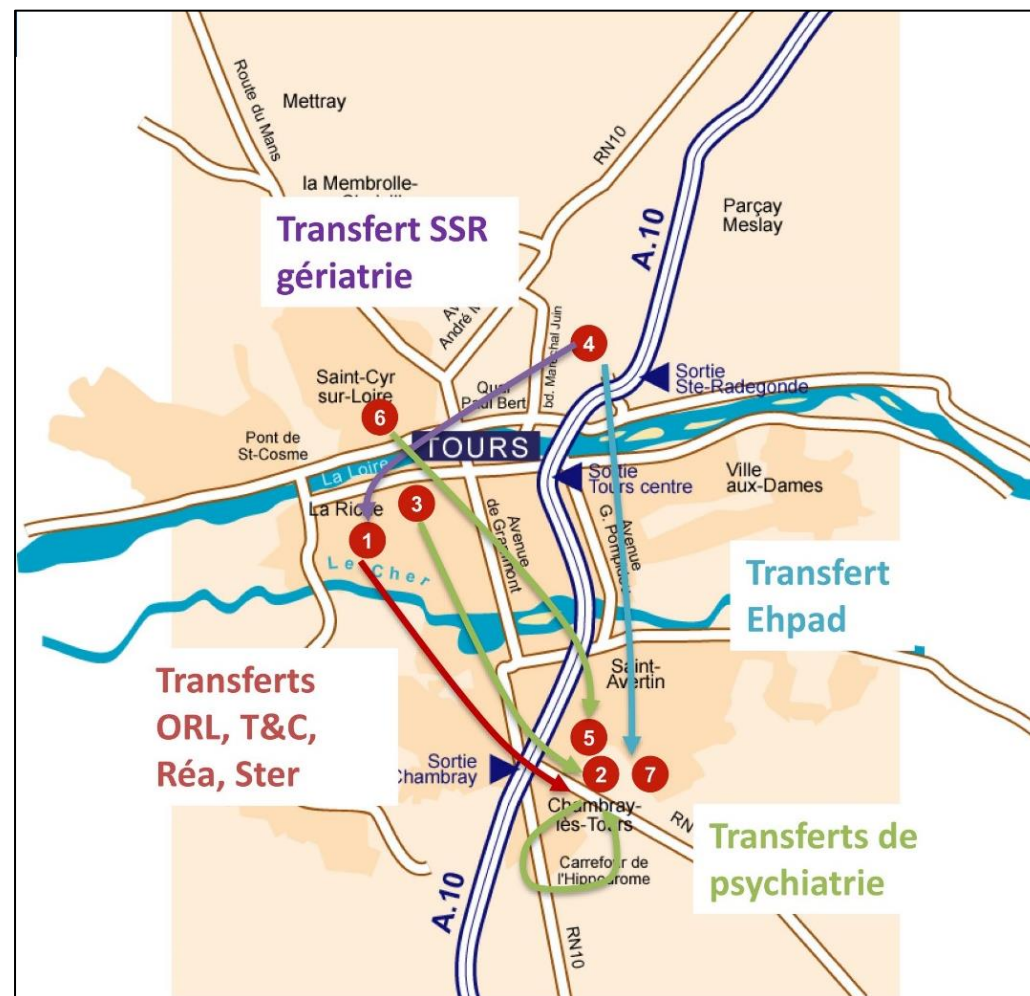 Route du Mans
Mettray
RN10
la Membrolle-
Parçay
Meslay
A.10
Transfert SSR
gériatrie
André
bd. Maréchal Juin
4
Sortie
Ste-Radegonde
Saint-Cyr
sur-Loire
Quai
Paul Bert
6
Pont de
St-Cosme
TOURS
La Loire
Sortie
Tours centre
Ville
aux-Dames
La Riche
3
1
Avenue
de Grammont
Avenue
G. Pompidou
Le Cher
Transfert
Ehpad
Saint-
Avertin
Transferts
ORL, T&C,
Réa, Ster
5
Sortie
Chambray
2
7
Chambray-
lès-Tours
RN
Transferts de
psychiatrie
Carrefour de
l'Hippodrome
A.10
RN10